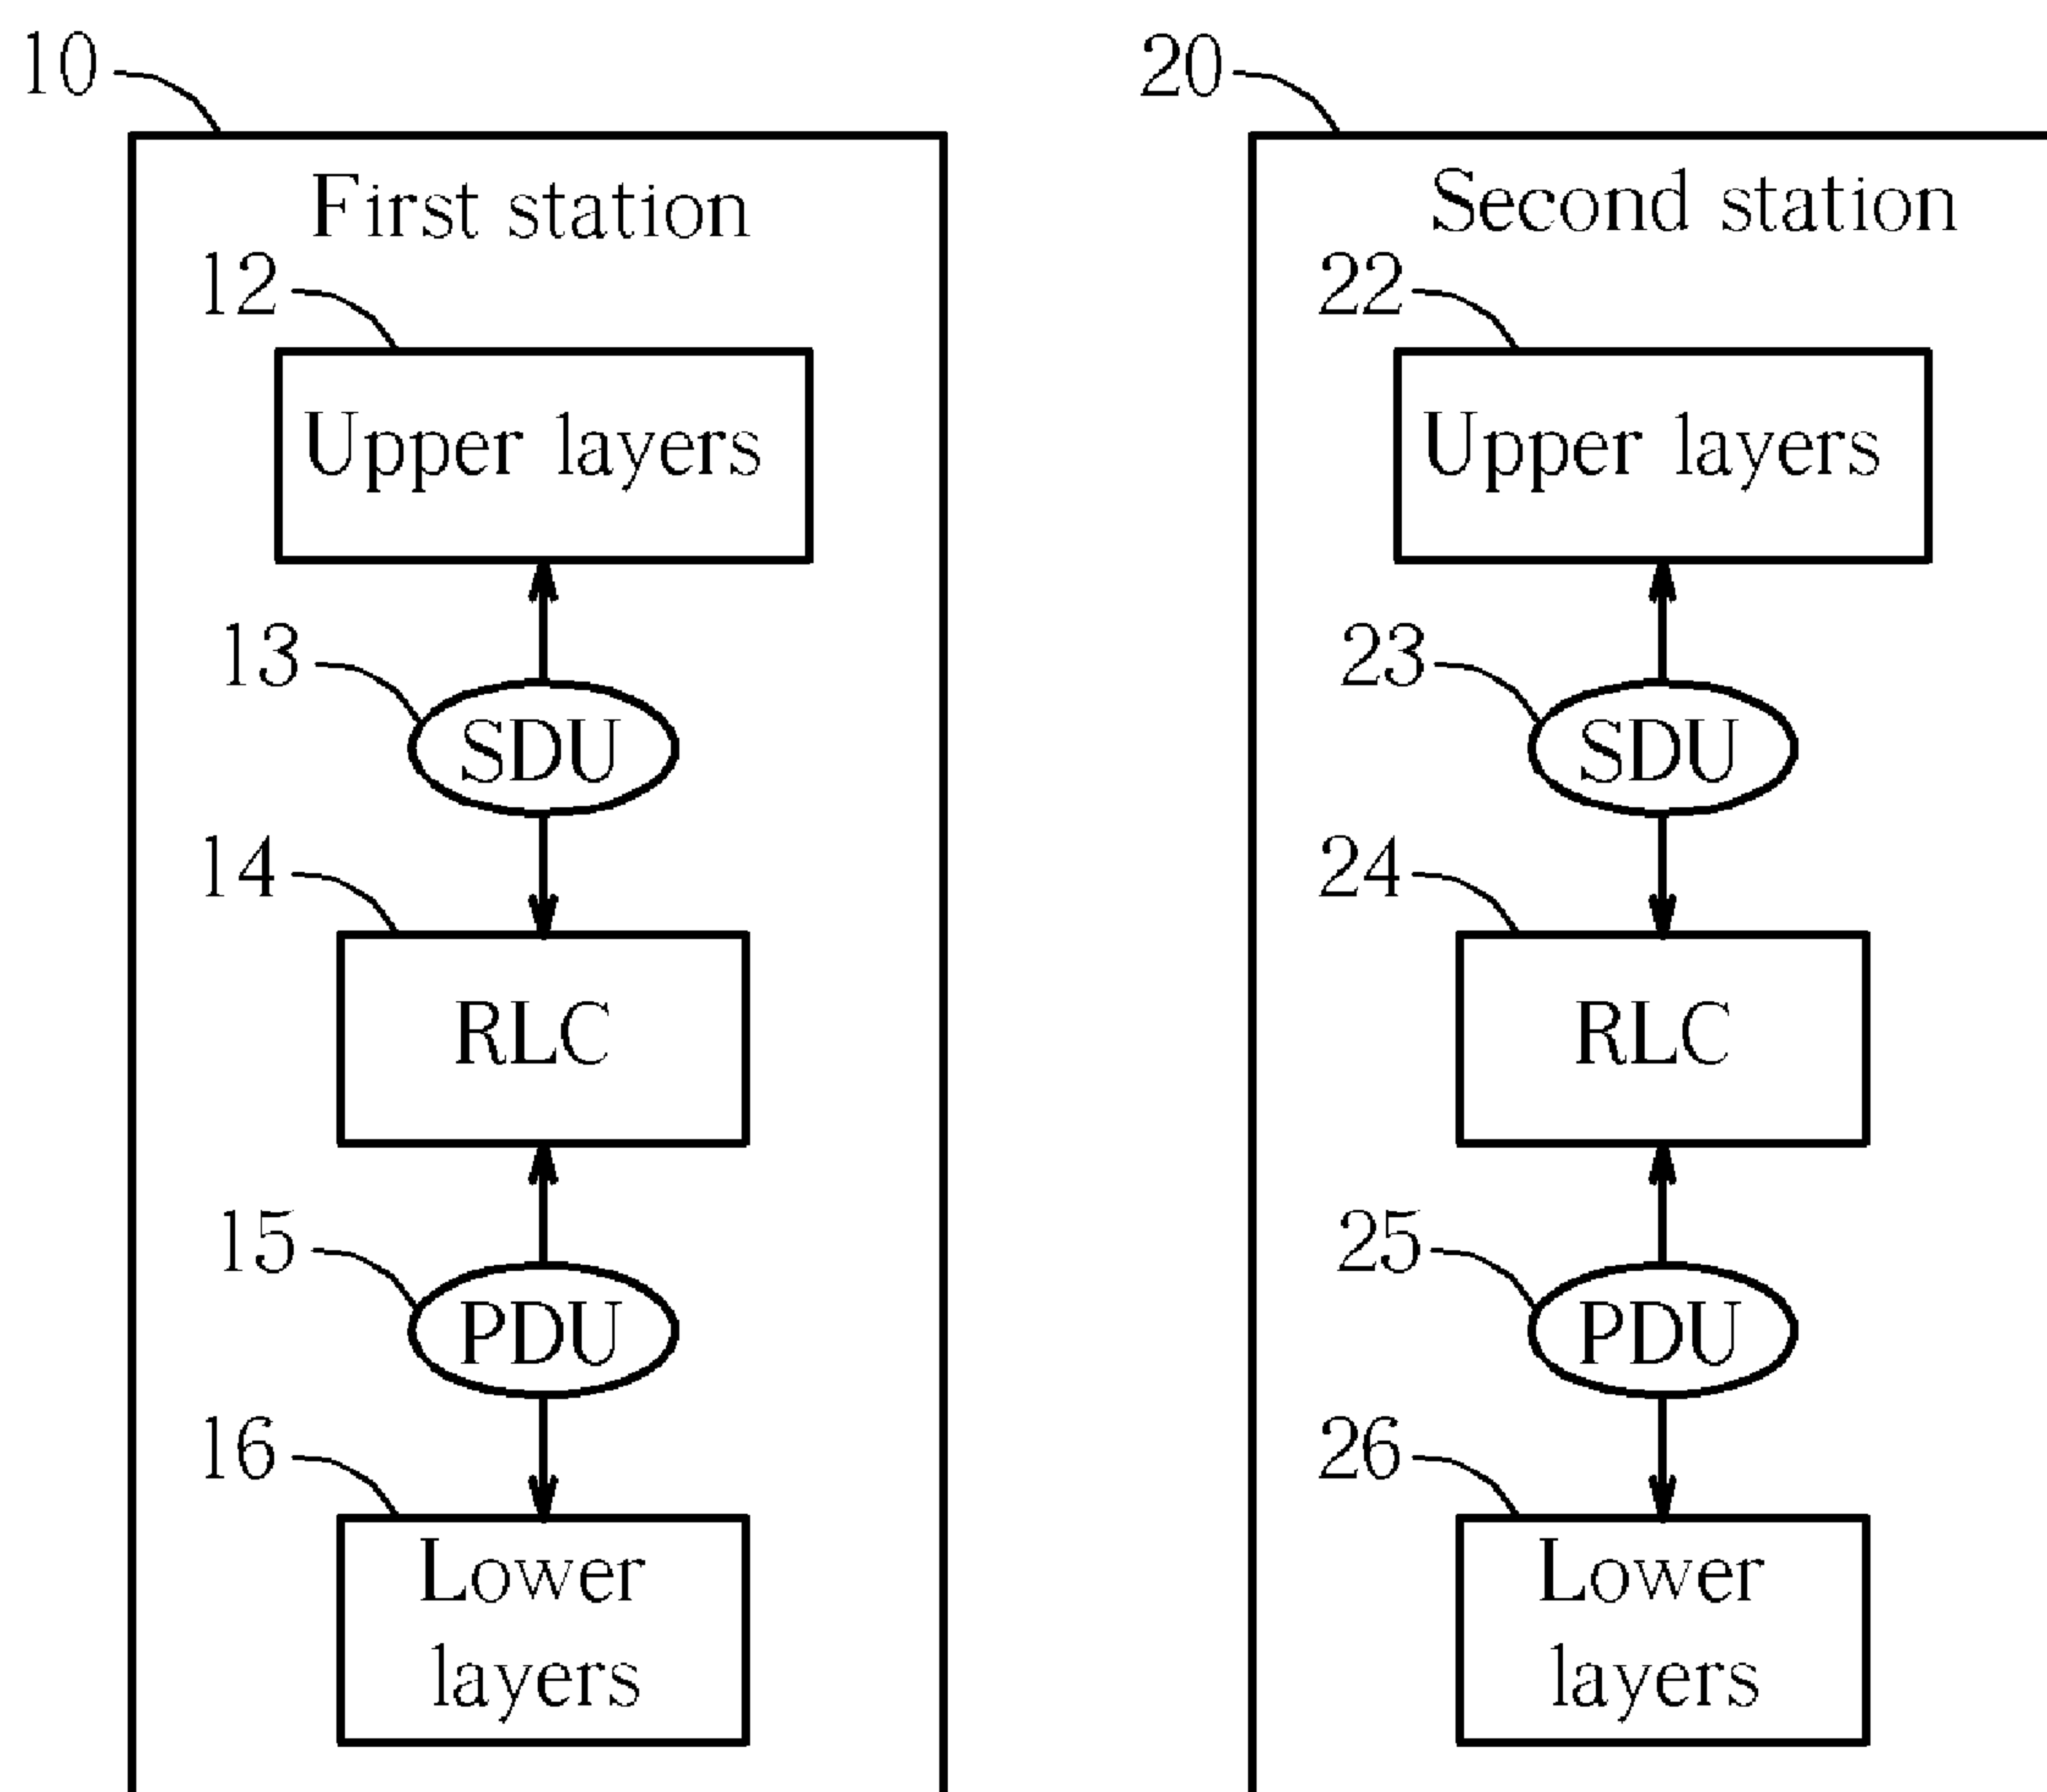 10
First station
12
Upper layers
13
SDU
14
RLC
15
PDU
16
Lower
layers
20
Second station
22
Upper layers
23
SDU
24
RLC
25
PDU
26
Lower
layers